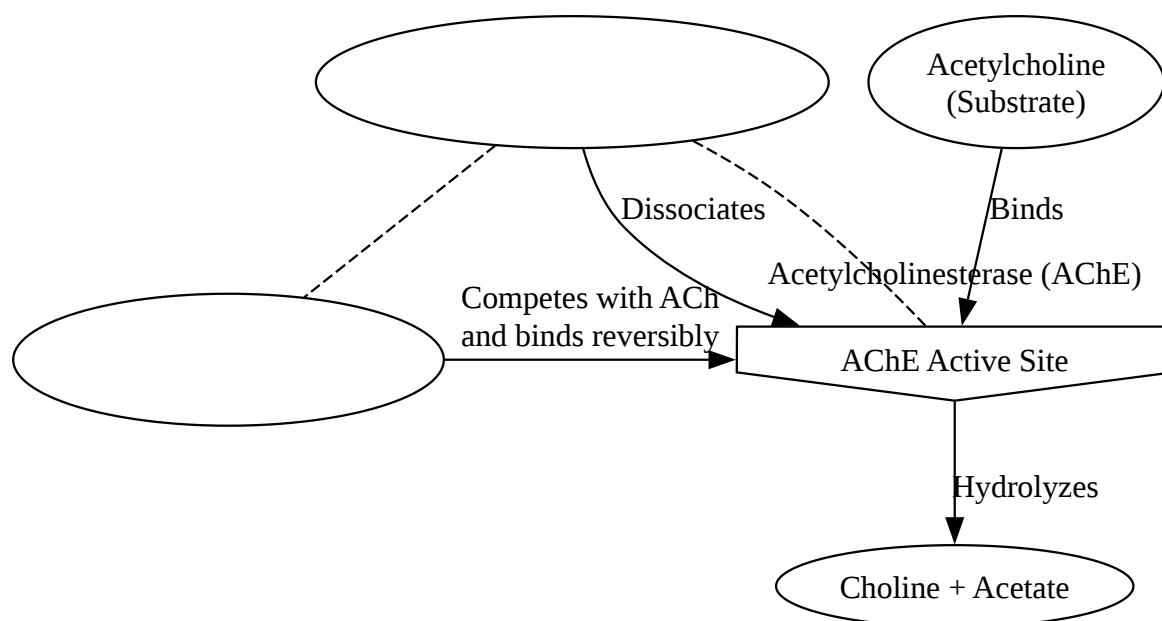 Acetylcholine
(Substrate)
Dissociates
Binds
Acetylcholinesterase (AChE)
Competes with ACh
and binds reversibly
AChE Active Site
Hydrolyzes
Choline + Acetate